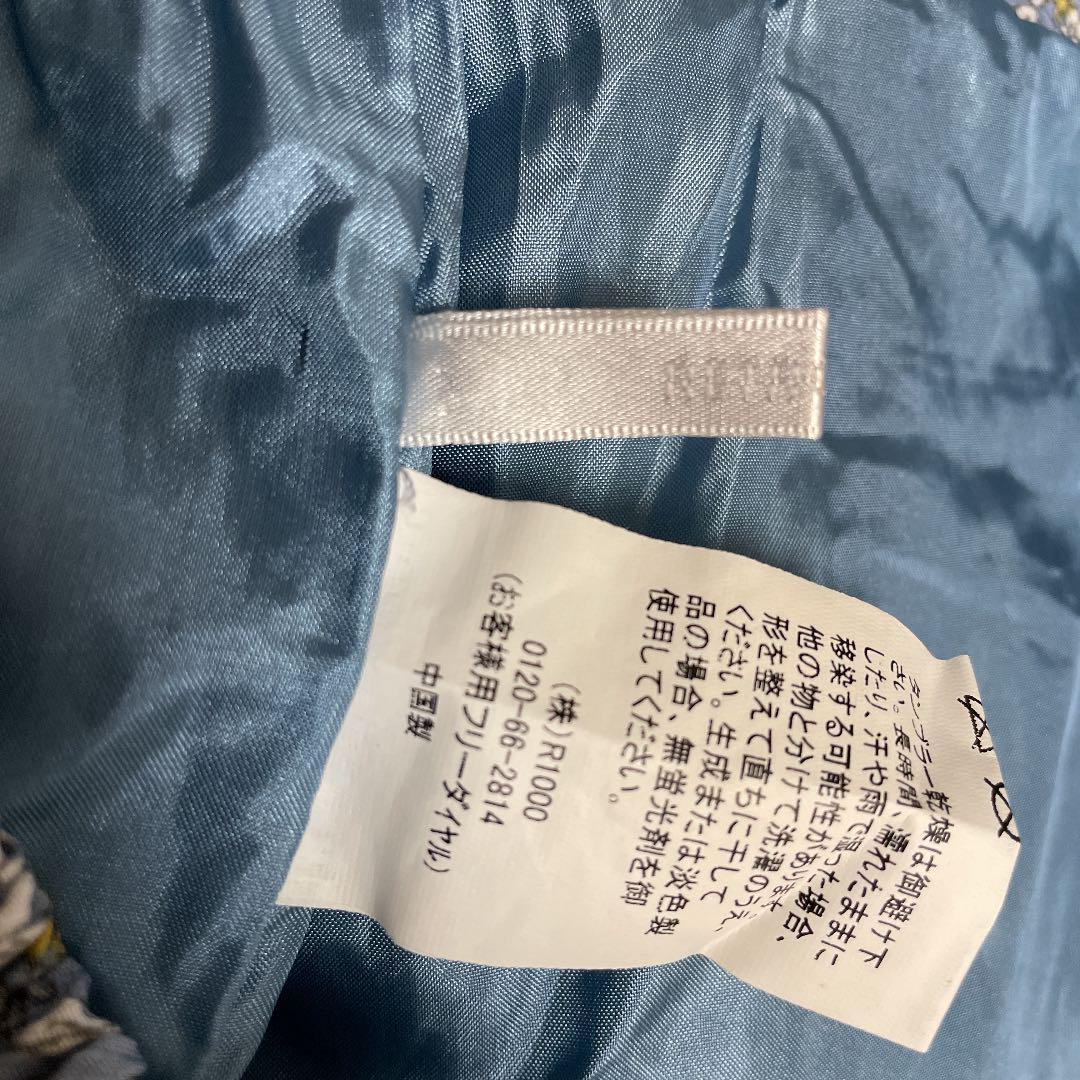 タンブラー乾燥は御避け下
さい。長時間、濡れたままに
したり、汗や雨で湿った場合、
移染する可能性がありま
他の物と分けて洗濯のうえ
形を整えて直ちに干して
ください。生成または淡色製
品の場合、無蛍光剤を御
使用してください。
(株)R1000
0120-66-2814
(お客様用フリーダイヤル)
中国製